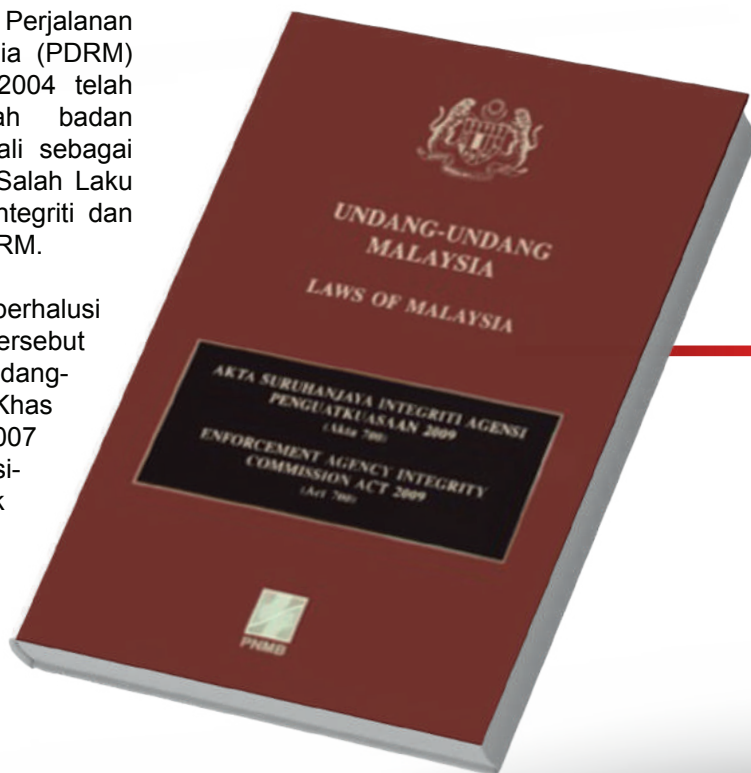 Perjalanan
ia (PDRM)
2004 telah
ah badan
ali sebagai
Salah Laku
ntegriti dan
RM.
perhalusi
ersebut
dang-
Khas
007
si-
k
UNDANG-UNDANG
MALAYSIA
LAWS OF MALAYSIA
AKTA SURUHANJAYA INTEGRITI AGENSI
PENGUATKUASAAN 2009
(Akta 700)
ENFORCEMENT AGENCY INTEGRITY
COMMISSION ACT 2009
(Act 700)
PNMB